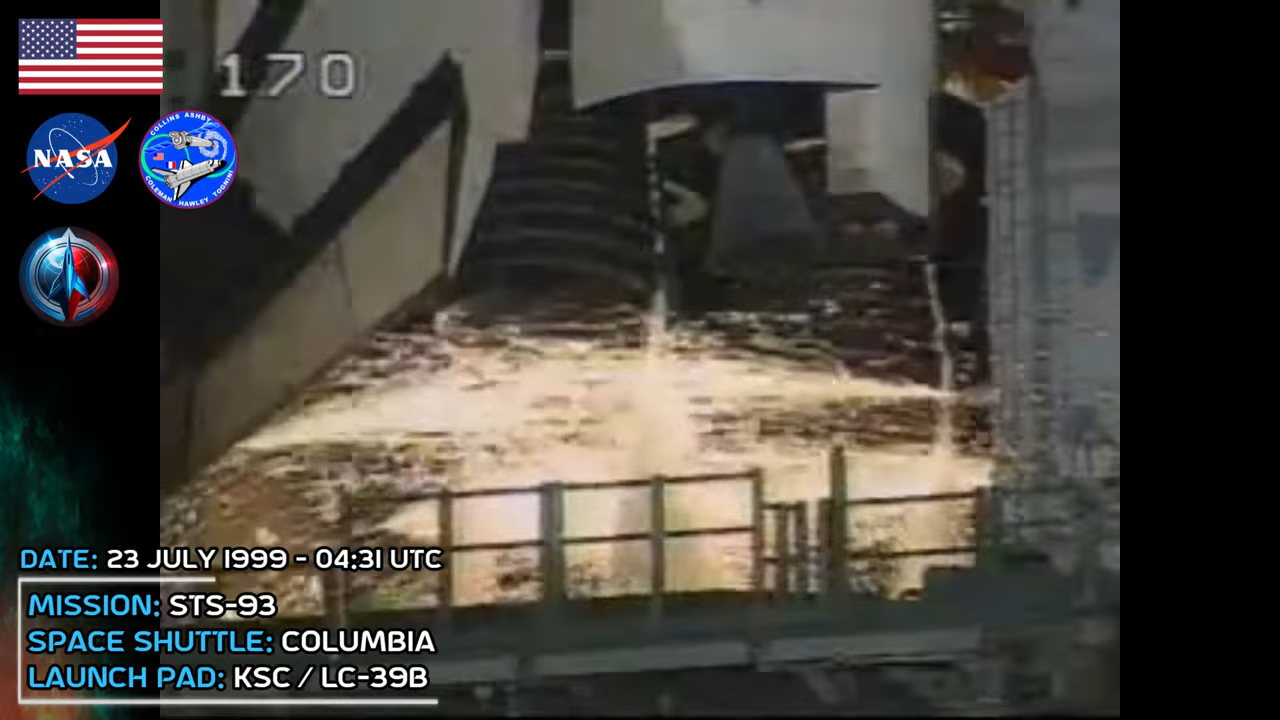 170
NASA
COLLINS ASHBY
COLEMAN HAWLEY TOGNINI
DATE: 23 JULY 1999 - 04:31 UTC
MISSION: STS-93
SPACE SHUTTLE: COLUMBIA
LAUNCH PAD: KSC / LC-39B